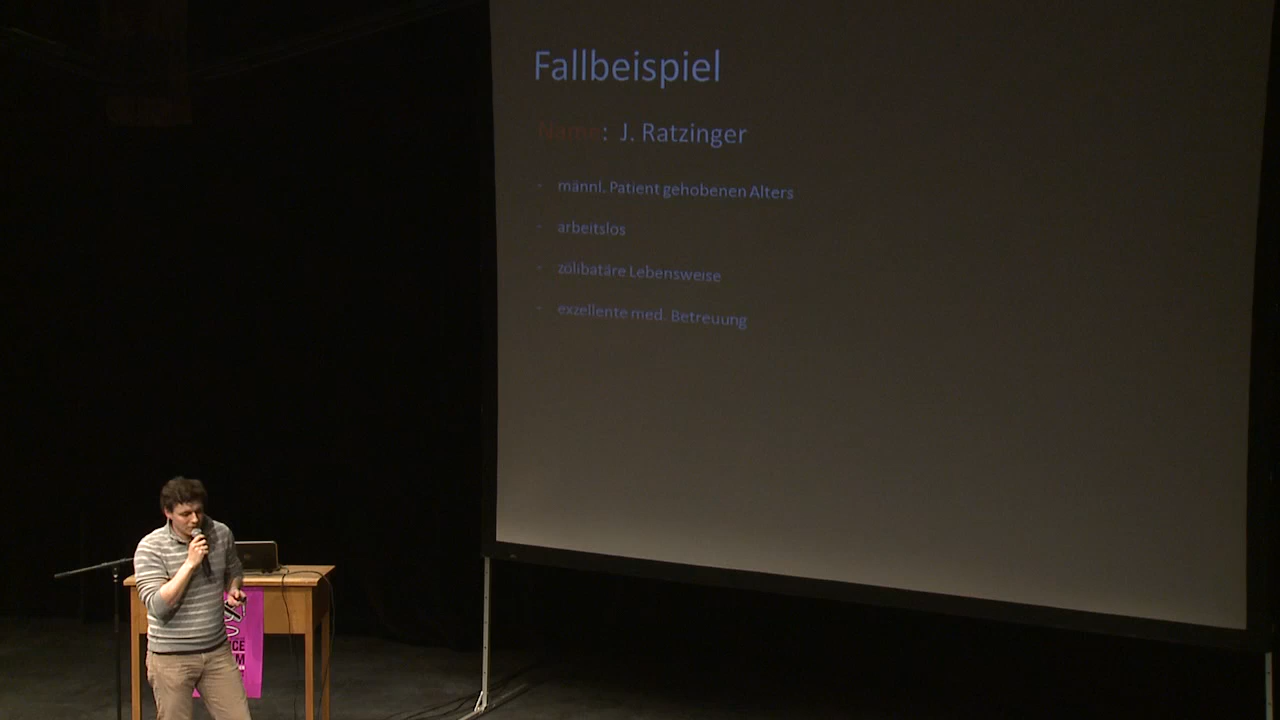 Fallbeispiel
Name: J. Ratzinger
- männl. Patient gehobenen Alters
- arbeitslos
- zölibatäre Lebensweise
- exzellente med. Betreuung